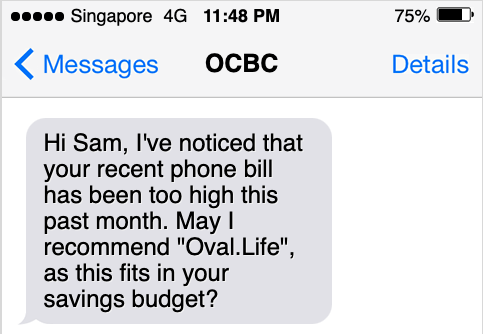 Singapore 4G 11:48 PM 75%
Messages OCBC Details
Hi Sam, I've noticed that
your recent phone bill
has been too high this
past month. May I
recommend "Oval.Life",
as this fits in your
savings budget?